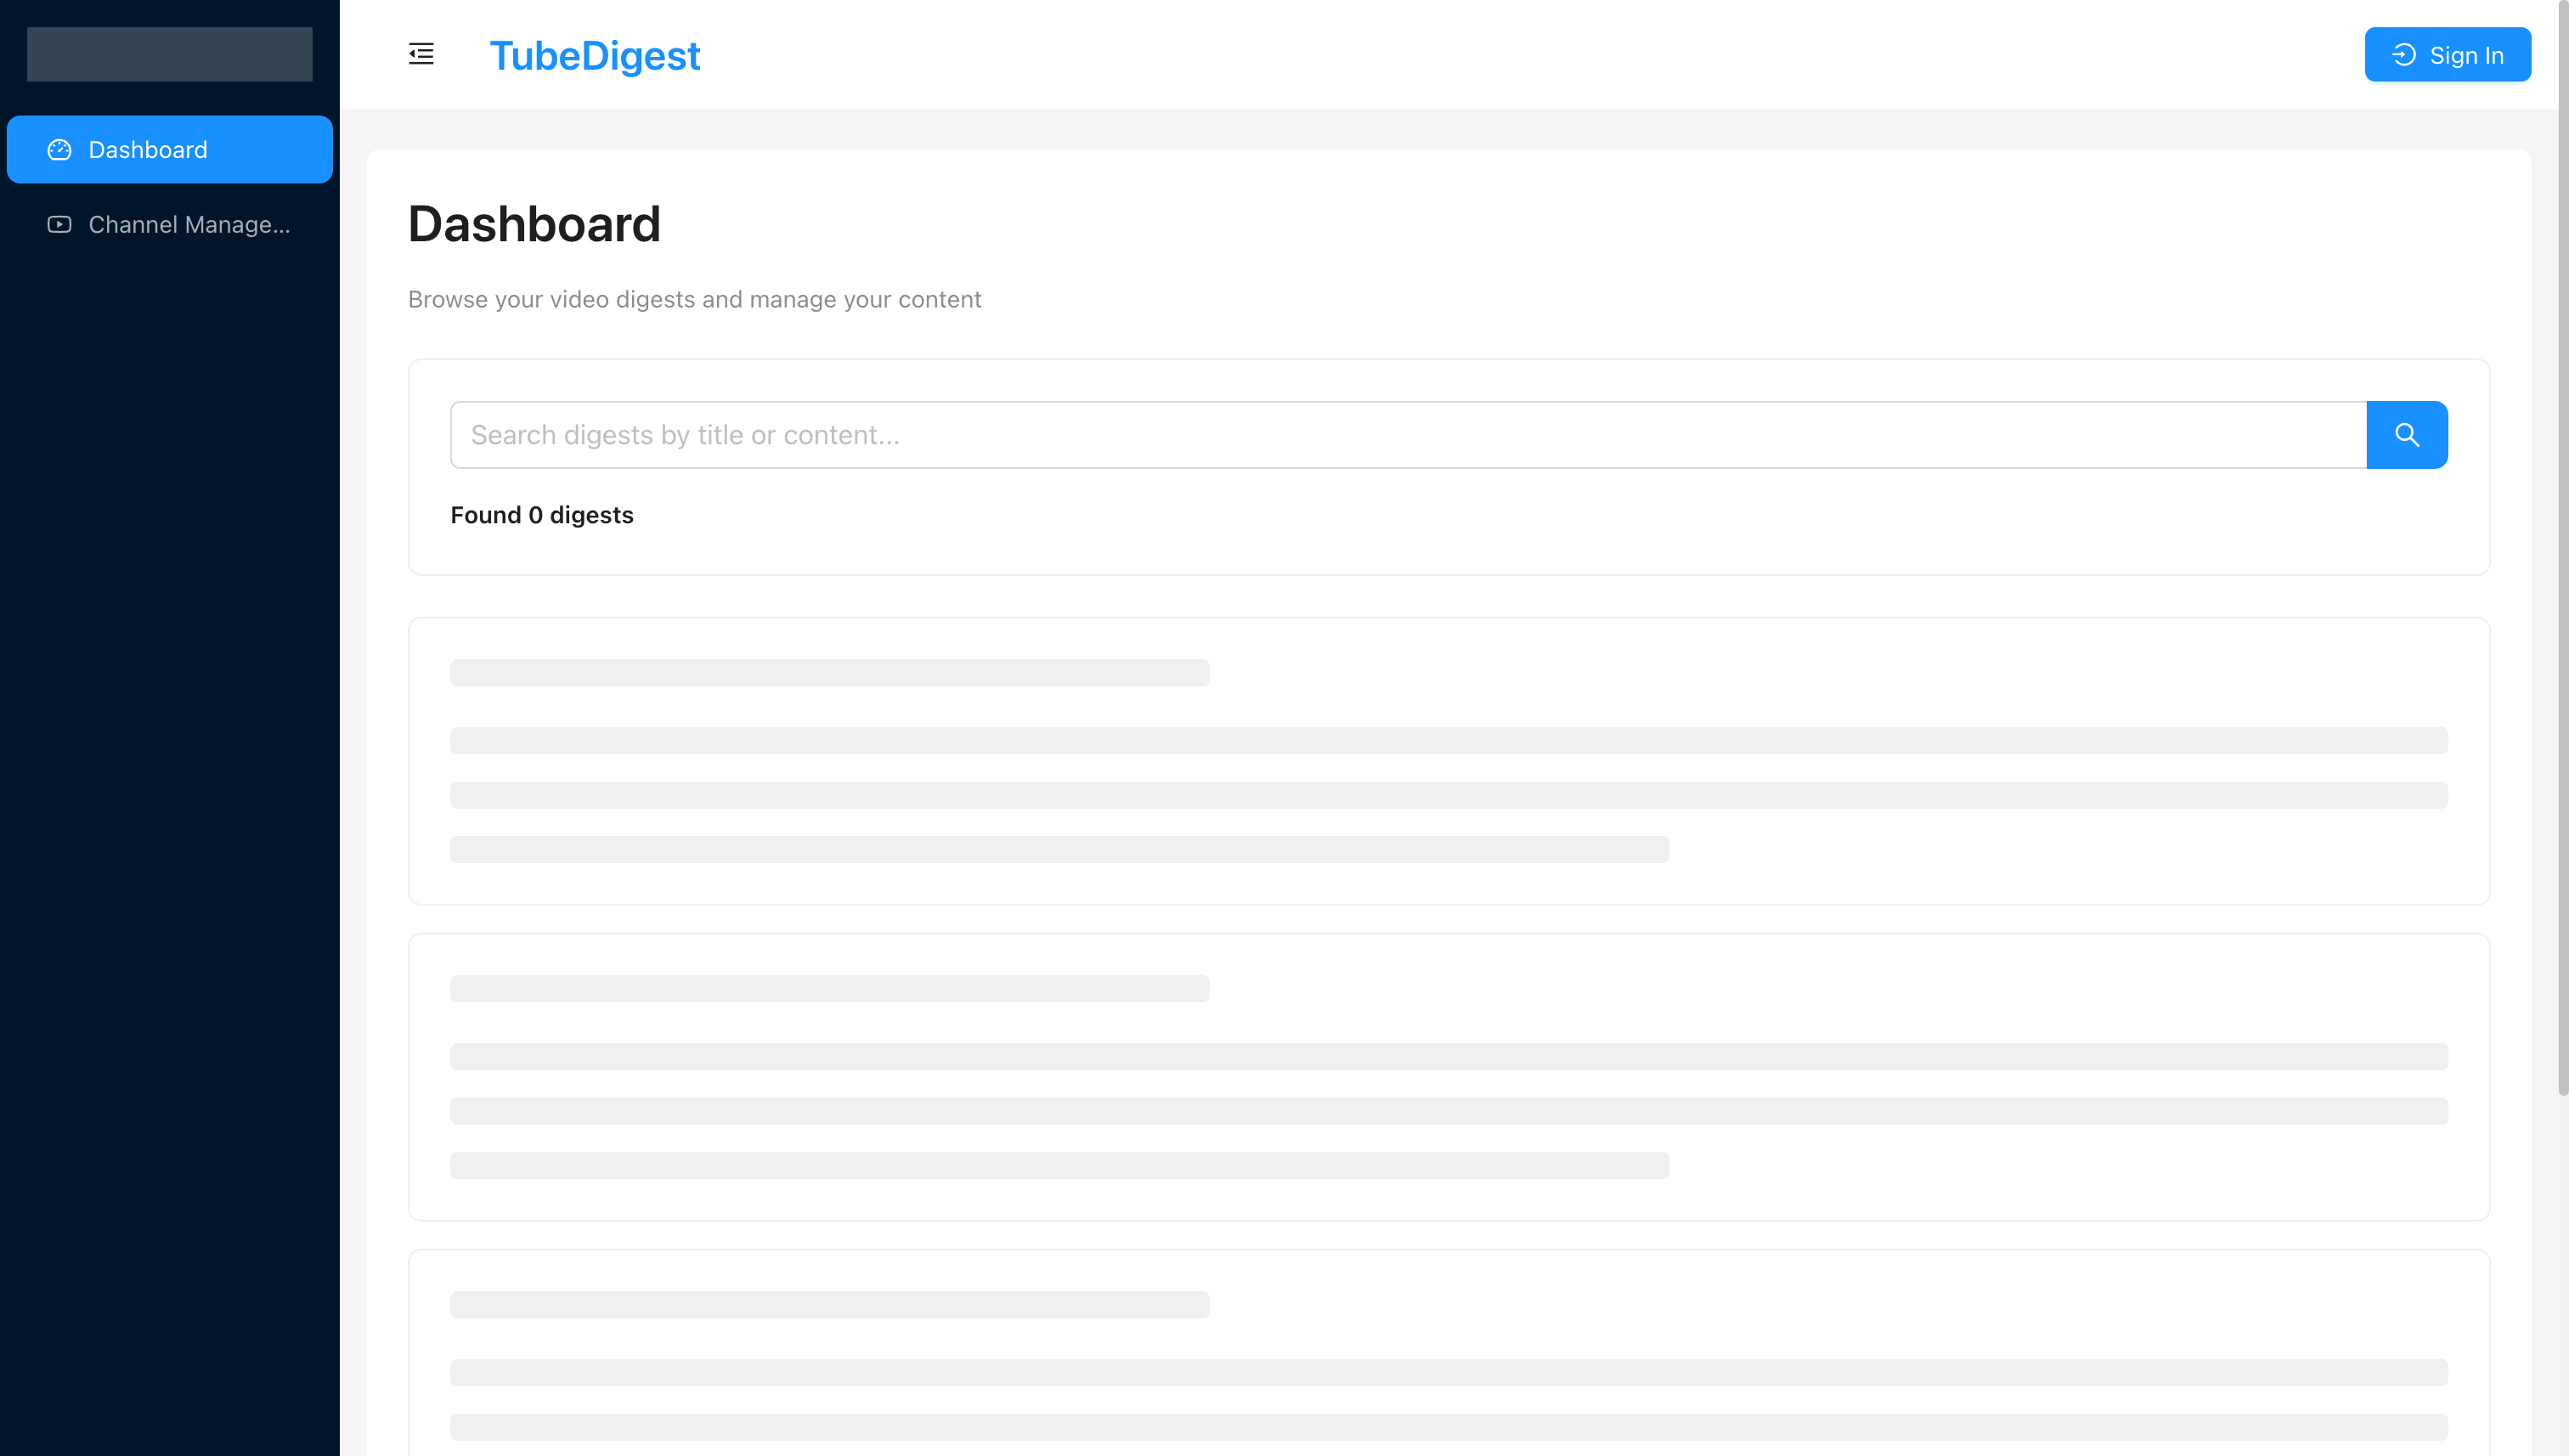 TubeDigest
Sign In
Dashboard
Channel Manage...
Dashboard
Browse your video digests and manage your content
Search digests by title or content...
Found 0 digests